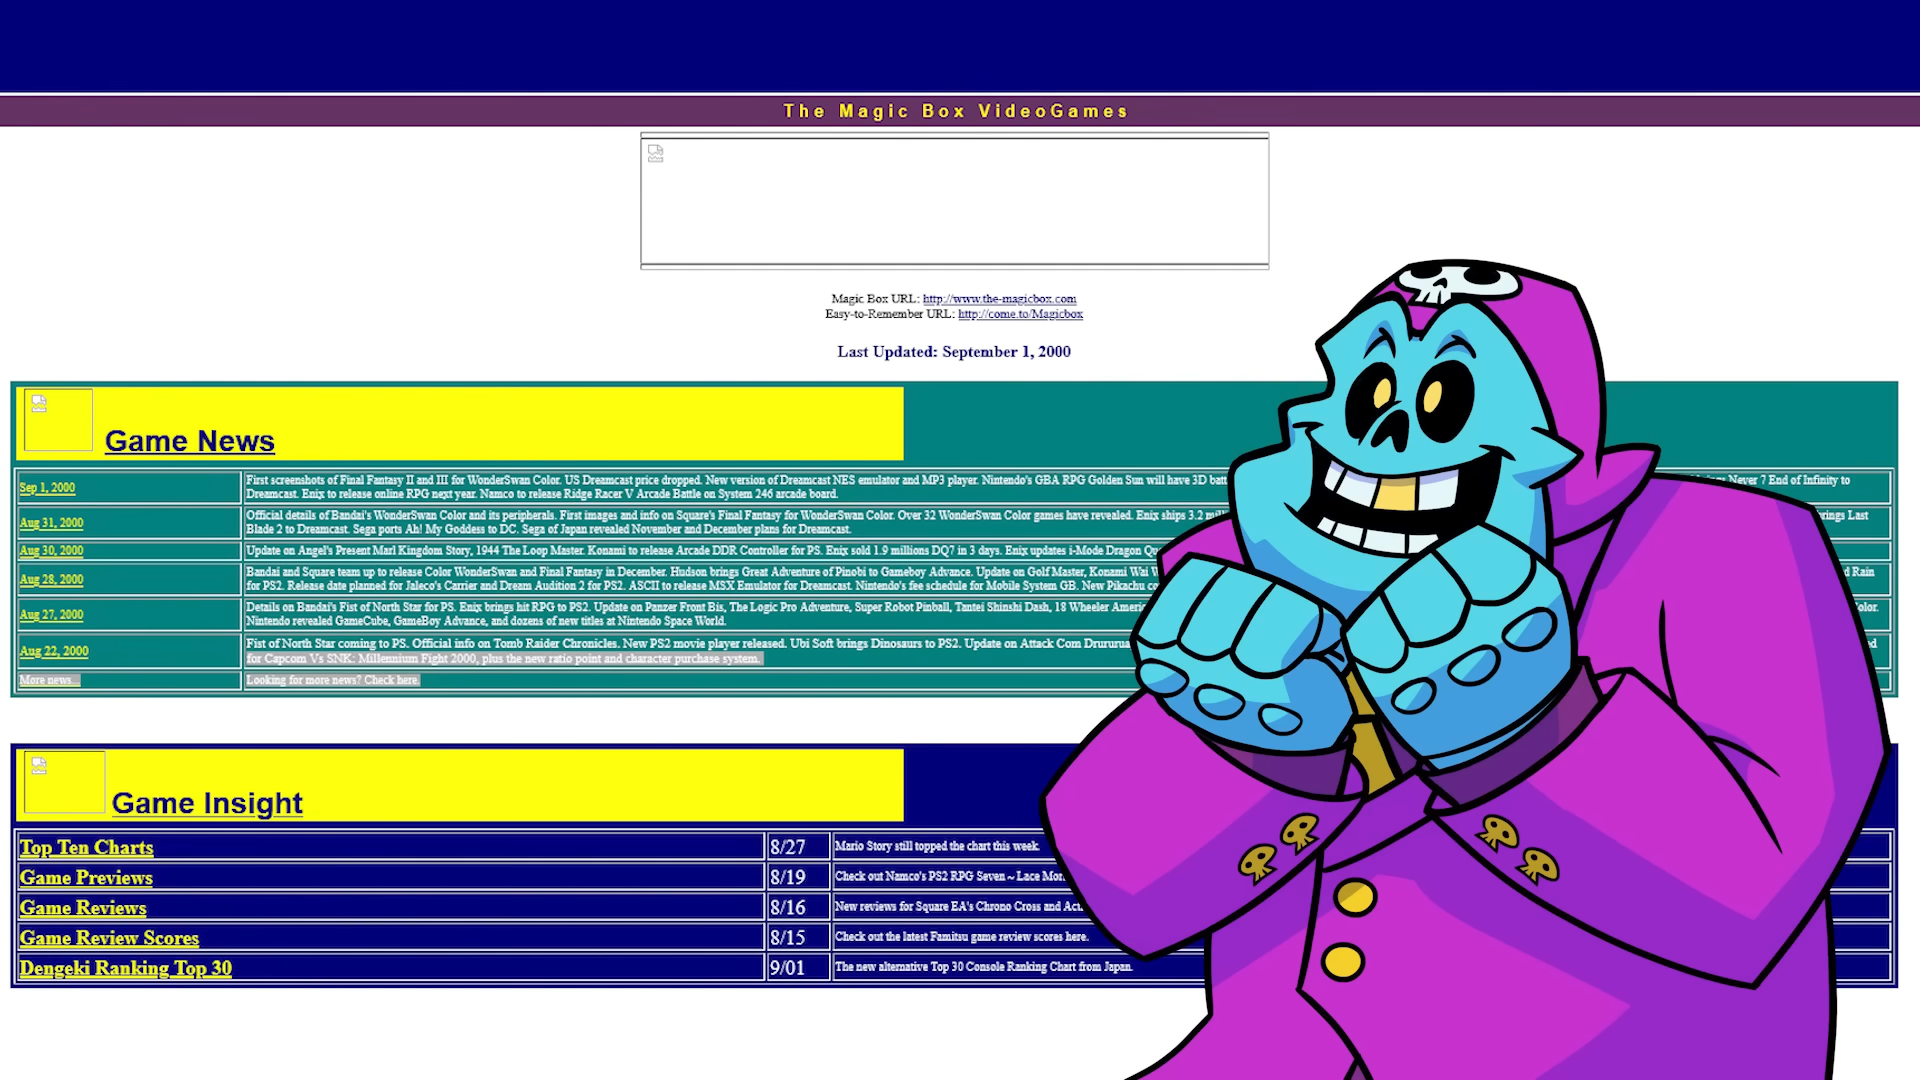 The Magic Box VideoGames
Magic Box URL: http://www.the-magicbox.com
Easy-to-Remember URL: http://come.to/Magicbox
Last Updated: September 1, 2000
Game News
Sep 1, 2000
First screenshots of Final Fantasy II and III for WonderSwan Color. US Dreamcast price dropped. New version of Dreamcast NES emulator and MP3 player. Nintendo's GBA RPG Golden Sun will have 3D Never 7 End of Infinity to
Dreamcast. Enix to release online RPG next year. Namco to release Ridge Racer V Arcade Battle on System 246 arcade board.
Aug 31, 2000
Official details of Bandai's WonderSwan Color and its peripherals. First images and info on Square's Final Fantasy for WonderSwan Color. Over 32 WonderSwan Color games have revealed. Enix ships 3.2 Last
Blade 2 to Dreamcast. Sega ports Ah! My Goddess to DC. Sega of Japan revealed November and December plans for Dreamcast.
Aug 30, 2000
Update on Angel's Present Marl Kingdom Story, 1944 The Loop Master. Konami to release Arcade DDR Controller for PS. Enix sold 1.9 millions DQ7 in 3 days. Enix updates i-Mode Dragon
Aug 28, 2000
Bandai and Square team up to release Color WonderSwan and Final Fantasy in December. Hudson brings Great Adventure of Pinobi to Gameboy Advance. Update on Golf Master, Konami Wai Rain
for PS2. Release date planned for Jaleco's Carrier and Dream Audition 2 for PS2. ASCII to release MSX Emulator for Dreamcast. Nintendo's fee schedule for Mobile System GB. New Pikachu
Aug 27, 2000
Details on Bandai's Fist of North Star for PS. Enix brings hit RPG to PS2. Update on Panzer Front Bis, The Logic Pro Adventure, Super Robot Pinball, Tantei Shinshi Dash, 18 Wheeler
Nintendo revealed GameCube, GameBoy Advance, and dozens of new titles at Nintendo Space World.
Aug 22, 2000
Fist of North Star coming to PS. Official info on Tomb Raider Chronicles. New PS2 movie player released. Ubi Soft brings Dinosaurs to PS2. Update on Attack Com
for Capcom Vs SNK: Millennium Fight 2000, plus the new ratio point and character purchase system.
More news...
Looking for more news? Check here.
Game Insight
Top Ten Charts 8/27 Mario Story still topped the chart this week.
Game Previews 8/19 Check out Namco's PS2 RPG Seven ~ Lace
Game Reviews 8/16 New reviews for Square EA's Chrono Cross and
Game Review Scores 8/15 Check out the latest Famitsu game review scores here.
Dengeki Ranking Top 30 9/01 The new alternative Top 30 Console Ranking Chart from Japan.